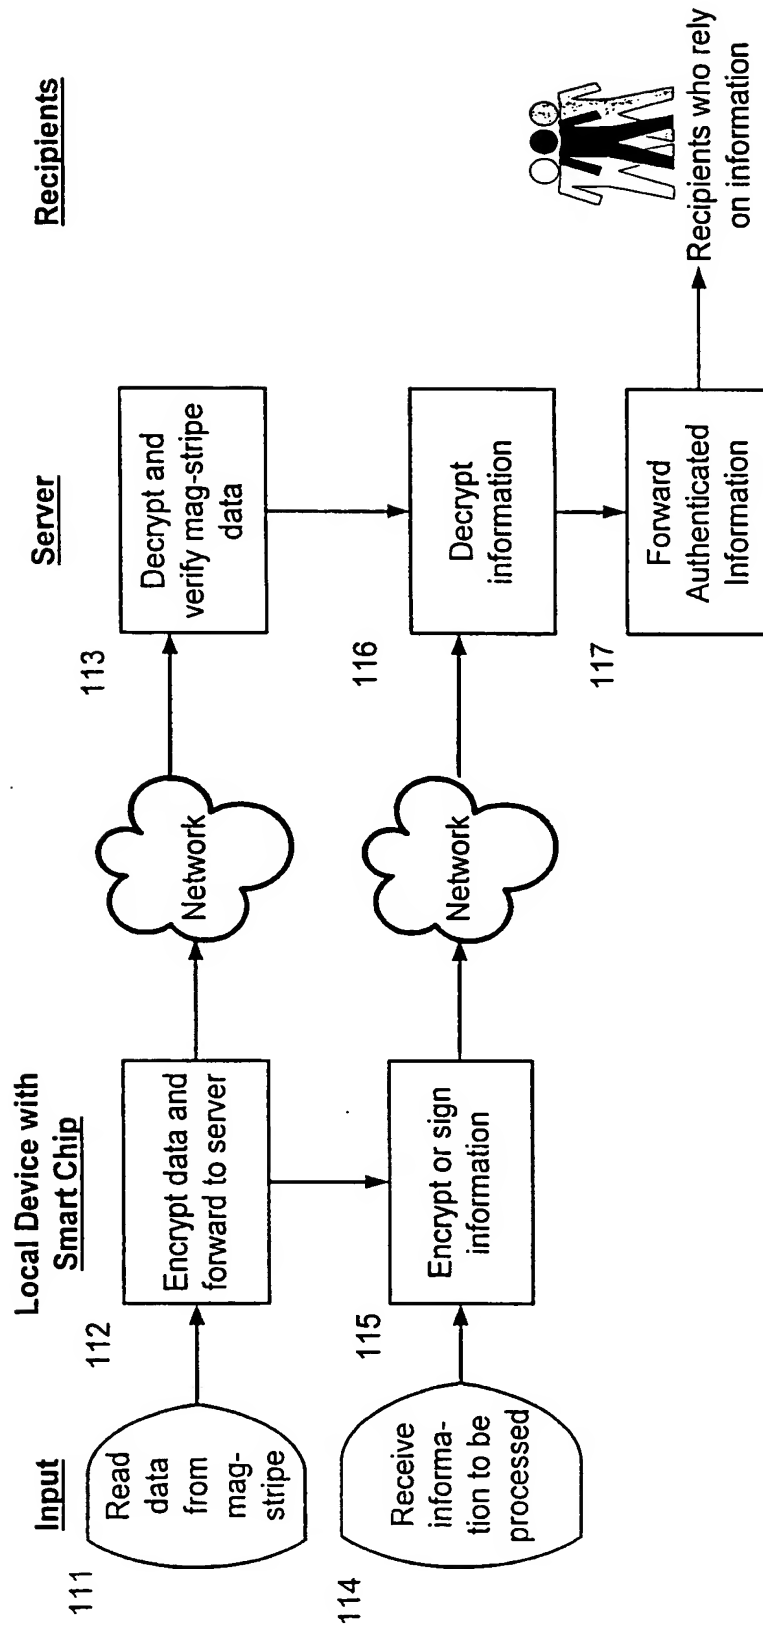 Input
Local Device with
Smart Chip
Server
Recipients
111
Read
data
from
mag-
stripe
112
Encrypt data and
forward to server
Network
113
Decrypt and
verify mag-stripe
data
114
Receive
informa-
tion to be
processed
115
Encrypt or sign
information
Network
116
Decrypt
information
117
Forward
Authenticated
Information
Recipients who rely
on information